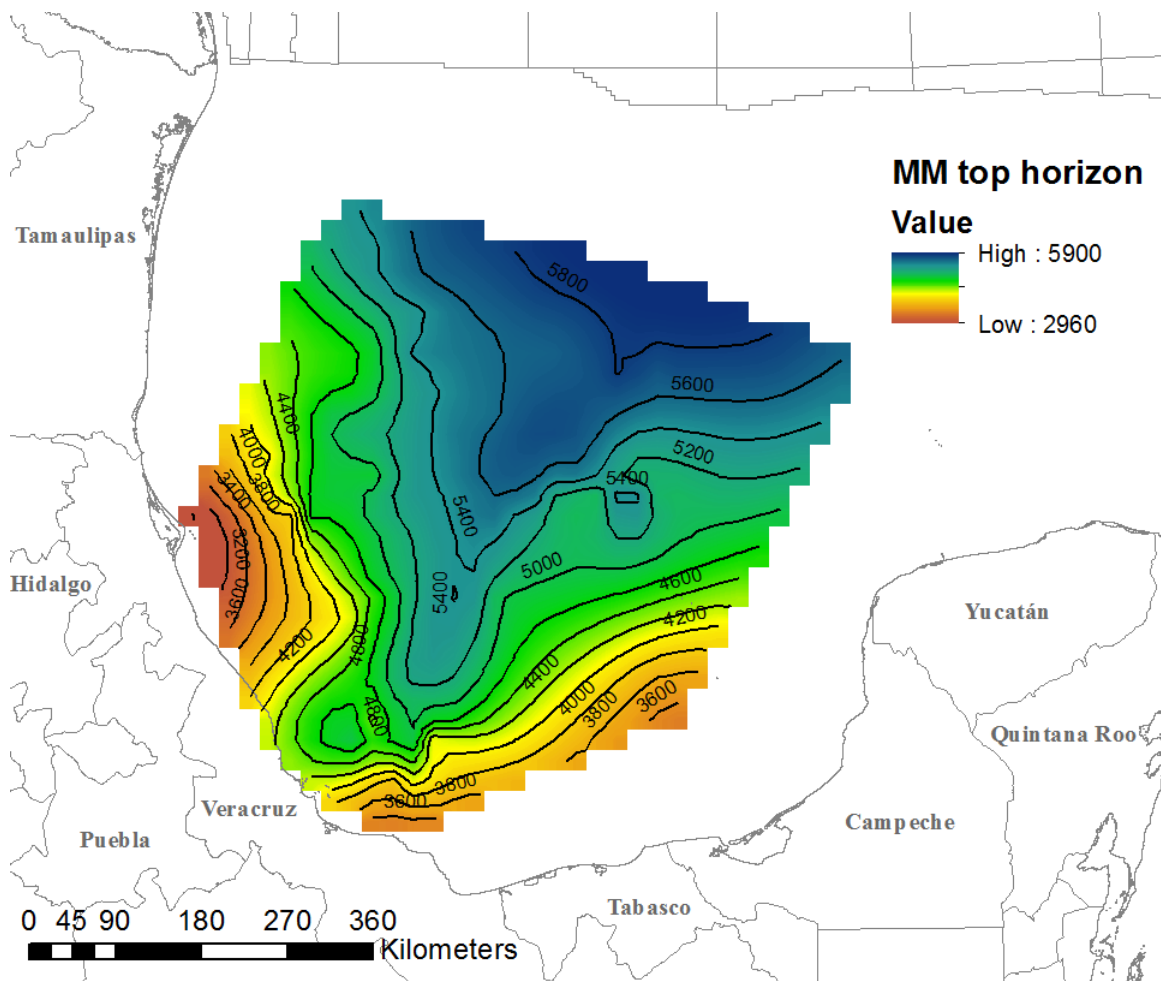 MM top horizon
Value
High : 5900
Low : 2960
Tamaulipas
5800
5600
4400
4000
5200
3800
3400
5400
5400
3200
5000
Hidalgo
4600
5400
3600
Yucatán
4200
4200
4800
4400
4000
3600
4800
3800
Quintana Roo
3800
3600
Veracruz
Campeche
Puebla
Tabasco
0 45 90 180 270 360
Kilometers